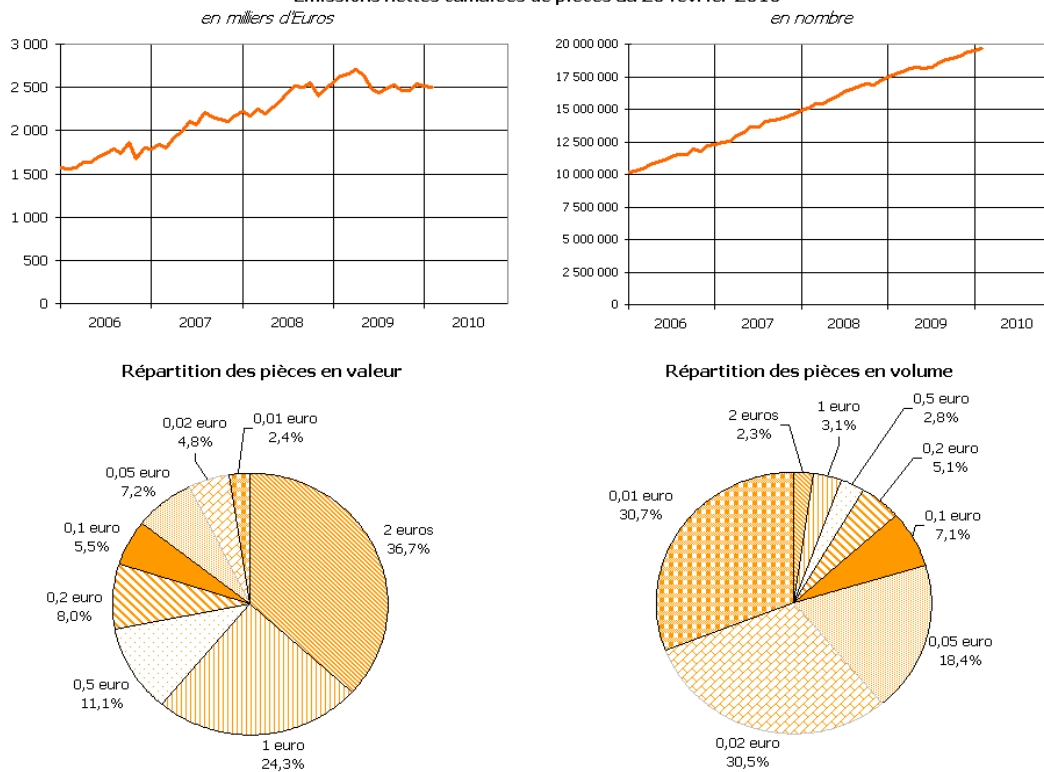 en milliers d'Euros
3 000
2 500
2 000
1 500
1 000
500
0
2006 2007 2008 2009 2010
en nombre
20 000 000
17 500 000
15 000 000
12 500 000
10 000 000
7 500 000
5 000 000
2 500 000
0
2006 2007 2008 2009 2010
Répartition des pièces en valeur
0,01 euro
2,4%
0,02 euro
4,8%
0,05 euro
7,2%
0,1 euro
5,5%
0,2 euro
8,0%
0,5 euro
11,1%
1 euro
24,3%
2 euros
36,7%
Répartition des pièces en volume
2 euros
2,3%
1 euro
3,1%
0,5 euro
2,8%
0,2 euro
5,1%
0,1 euro
7,1%
0,05 euro
18,4%
0,02 euro
30,5%
0,01 euro
30,7%